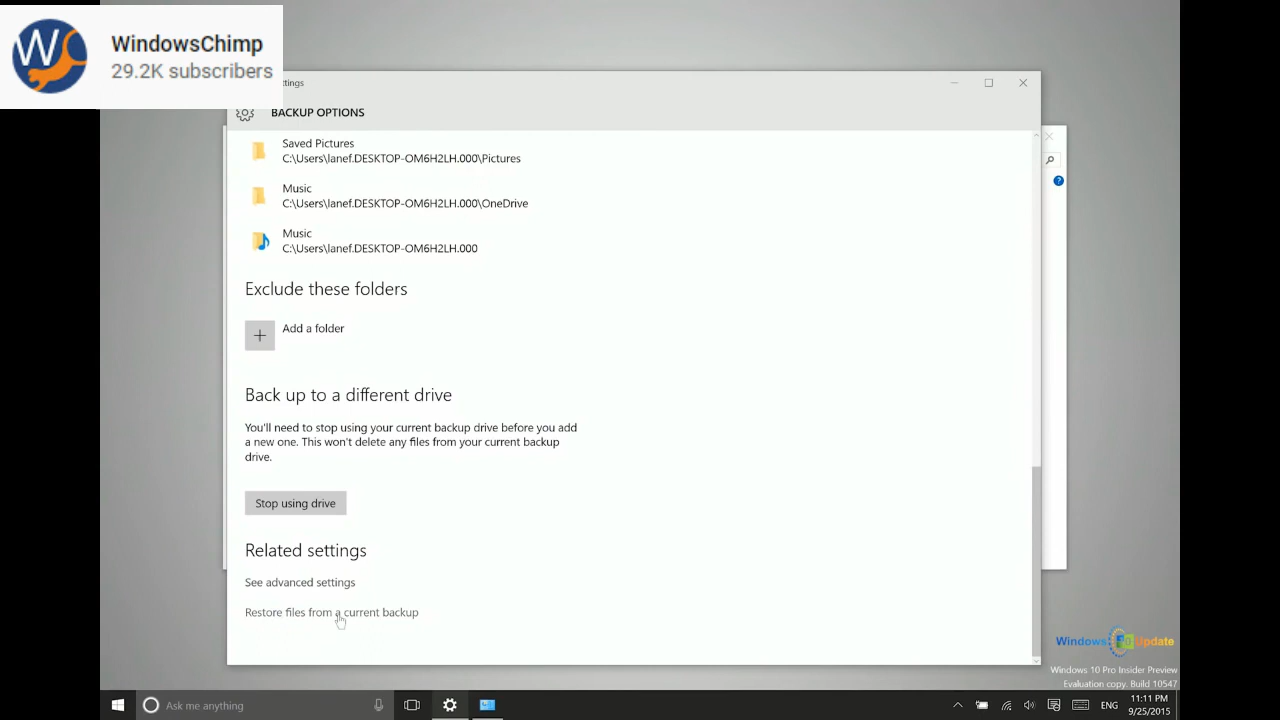 WindowsChimp
29.2K subscribers
ttings
BACKUP OPTIONS
Saved Pictures
C:\Users\lanef.DESKTOP-OM6H2LH.000\Pictures
Music
C:\Users\lanef.DESKTOP-OM6H2LH.000\OneDrive
Music
C:\Users\lanef.DESKTOP-OM6H2LH.000
Exclude these folders
Add a folder
Back up to a different drive
You'll need to stop using your current backup drive before you add
a new one. This won't delete any files from your current backup
drive.
Stop using drive
Related settings
See advanced settings
Restore files from a current backup
Windows 10 Update
Windows 10 Pro Insider Preview
Evaluation copy. Build 10547
Ask me anything
ENG
11:11 PM
9/25/2015